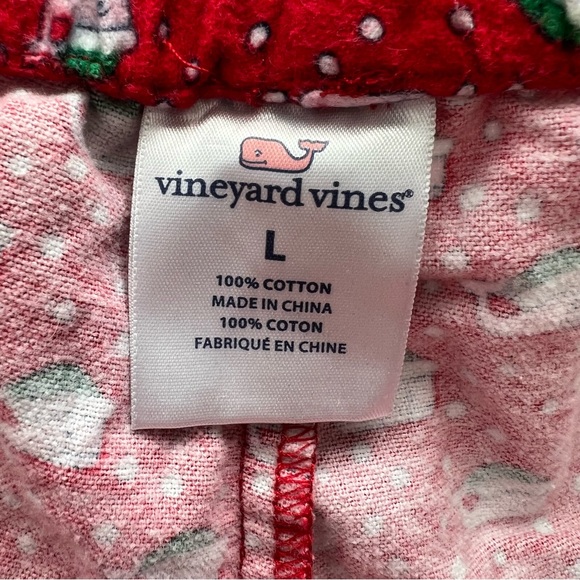 vineyard vines®
L
100% COTTON
MADE IN CHINA
100% COTON
FABRIQUÉ EN CHINE